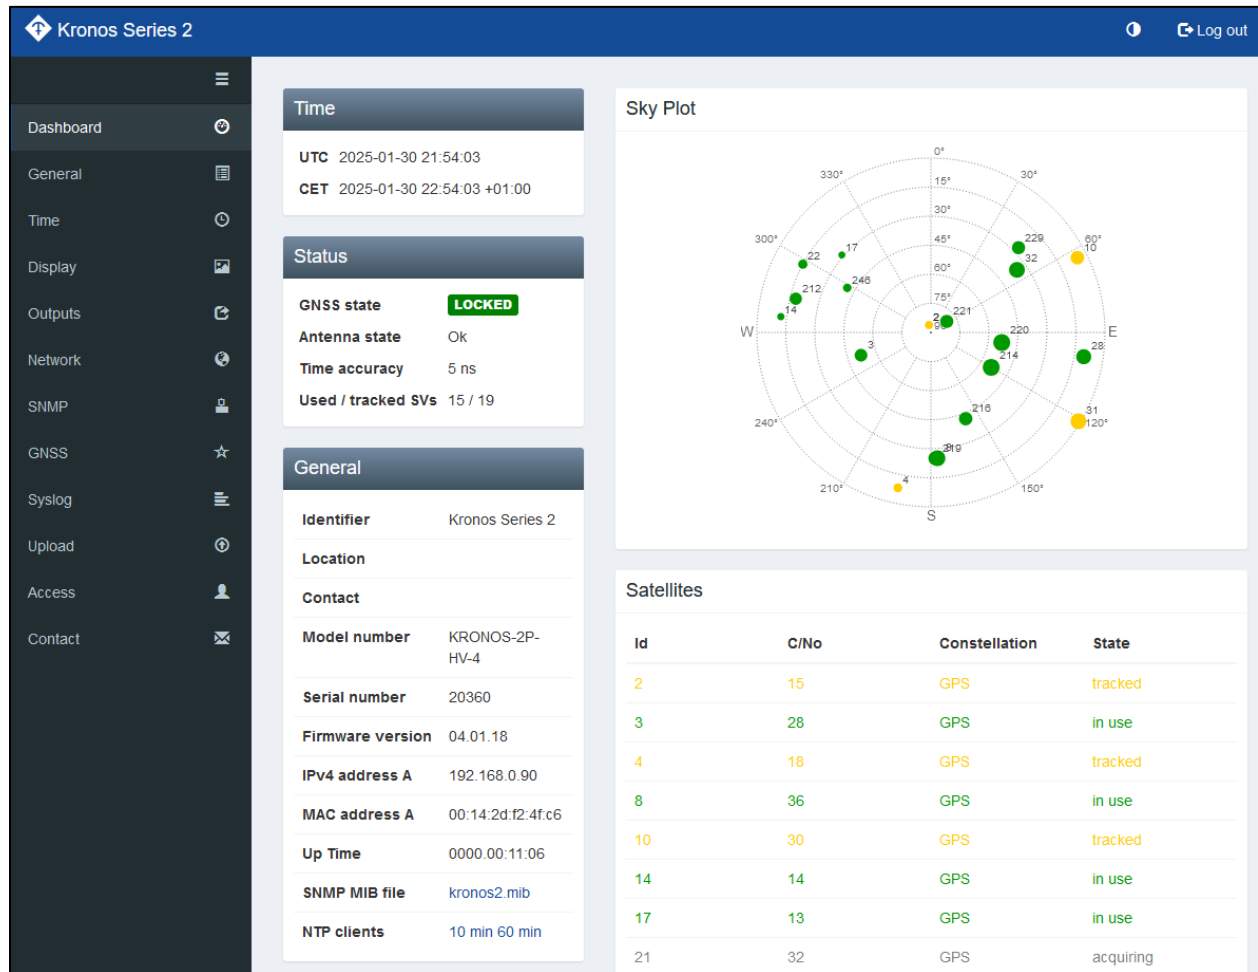 Kronos Series 2
Log out
Dashboard
General
Time
Display
Outputs
Network
SNMP
GNSS
Syslog
Upload
Access
Contact
Time
UTC 2025-01-30 21:54:03
CET 2025-01-30 22:54:03 +01:00
Status
GNSS state LOCKED
Antenna state Ok
Time accuracy 5 ns
Used / tracked SVs 15 / 19
General
Identifier Kronos Series 2
Location
Contact
Model number KRONOS-2P-
HV-4
Serial number 20360
Firmware version 04.01.18
IPv4 address A 192.168.0.90
MAC address A 00:14:2d:f2:4f:c6
Up Time 0000.00:11:06
SNMP MIB file kronos2.mib
NTP clients 10 min 60 min
Sky Plot
0°
330° 15° 30°
30°
300° 22 17 45° 229 60°
10
32
212 246 60°
14 75°
2 221
W 220 E
3 214 28
216 31
240° 120°
8 219
210° 4 150°
S
Satellites
Id C/No Constellation State
2 15 GPS tracked
3 28 GPS in use
4 18 GPS tracked
8 36 GPS in use
10 30 GPS tracked
14 14 GPS in use
17 13 GPS in use
21 32 GPS acquiring